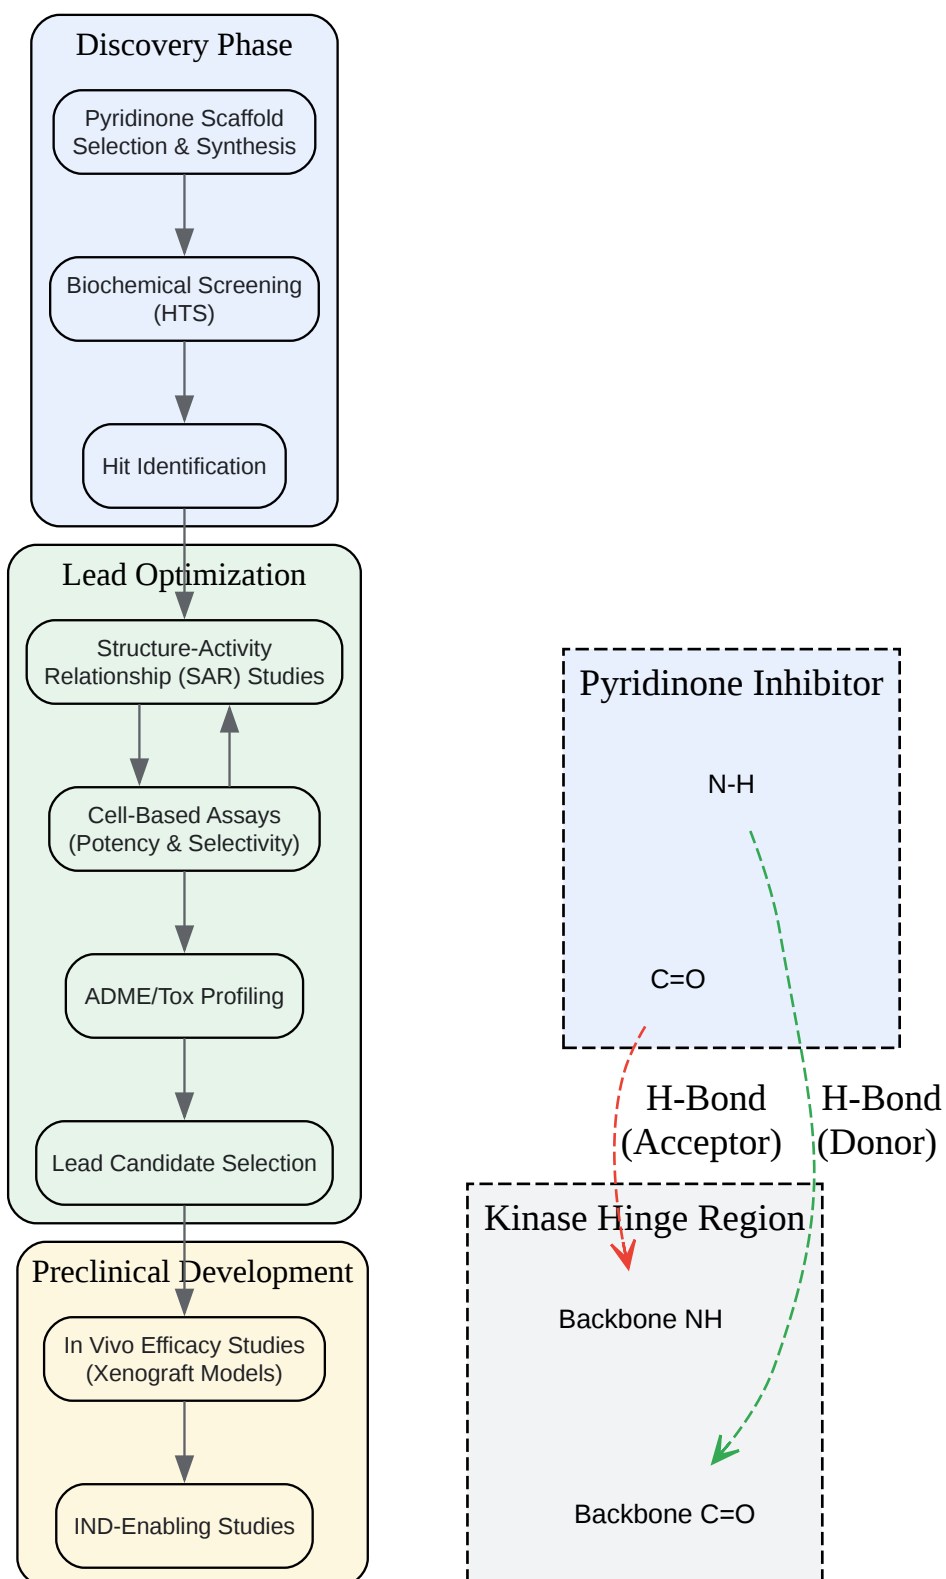 Discovery Phase
Pyridinone Scaffold
Selection & Synthesis
Biochemical Screening
(HTS)
Hit Identification
Lead Optimization
Structure-Activity
Relationship (SAR) Studies
Cell-Based Assays
(Potency & Selectivity)
ADME/Tox Profiling
Lead Candidate Selection
Preclinical Development
In Vivo Efficacy Studies
(Xenograft Models)
IND-Enabling Studies
Pyridinone Inhibitor
N-H
C=O
H-Bond
(Acceptor)
H-Bond
(Donor)
Kinase Hinge Region
Backbone NH
Backbone C=O